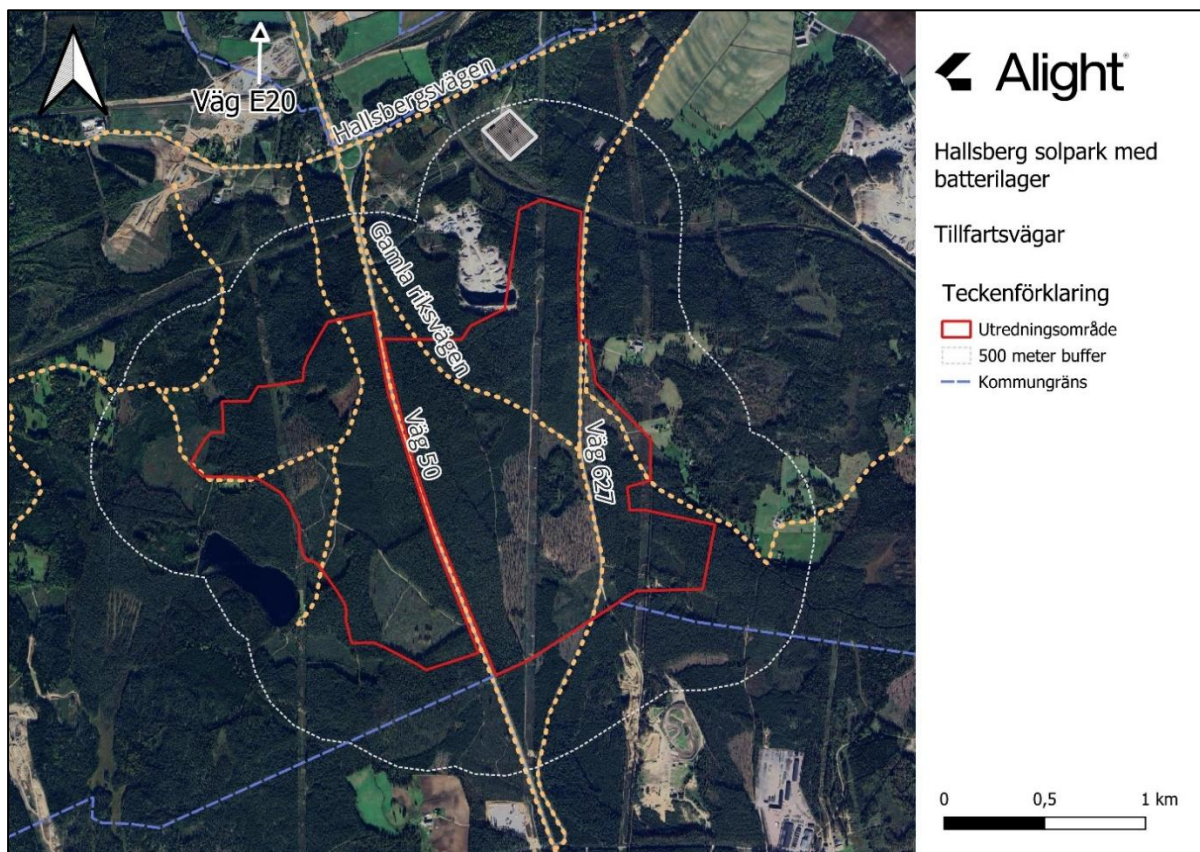 Väg E20
Hallsbergsvägen
Gamla riksvägen
Väg 50
Väg 627
Alight®
Hallsberg solpark med
batterilager
Tillfartsvägar
Teckenförklaring
Utredningsområde
500 meter buffer
Kommungräns
0 0,5 1 km